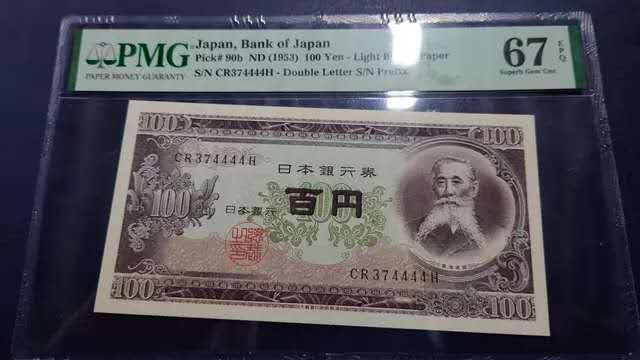 PMG
PAPER MONEY GUARANTY
Japan, Bank of Japan
Pick# 90b ND (1953) 100 Yen - Light Paper
S/N CR374444H - Double Letter S/N Prefix
67 EPQ
Superb Gem Unc
100 100
CR374444H
日本銀行券
100 百円
日本銀行
CR374444H
100 100